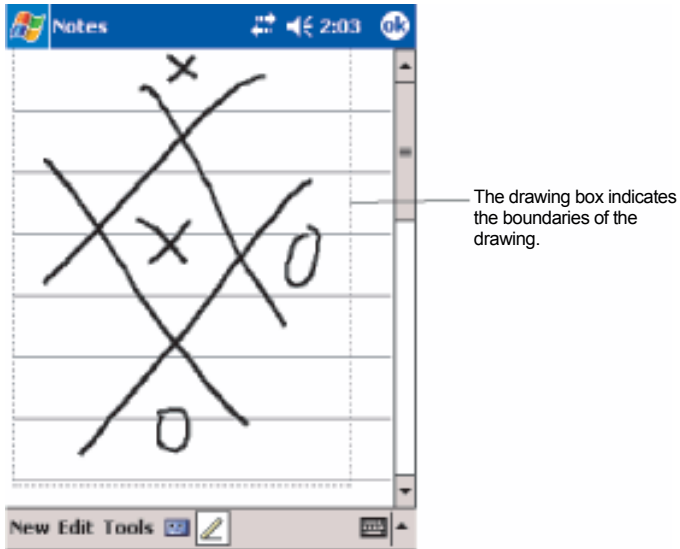 Notes 2:03 ok
X
X
O
O
The drawing box indicates
the boundaries of the
drawing.
New Edit Tools